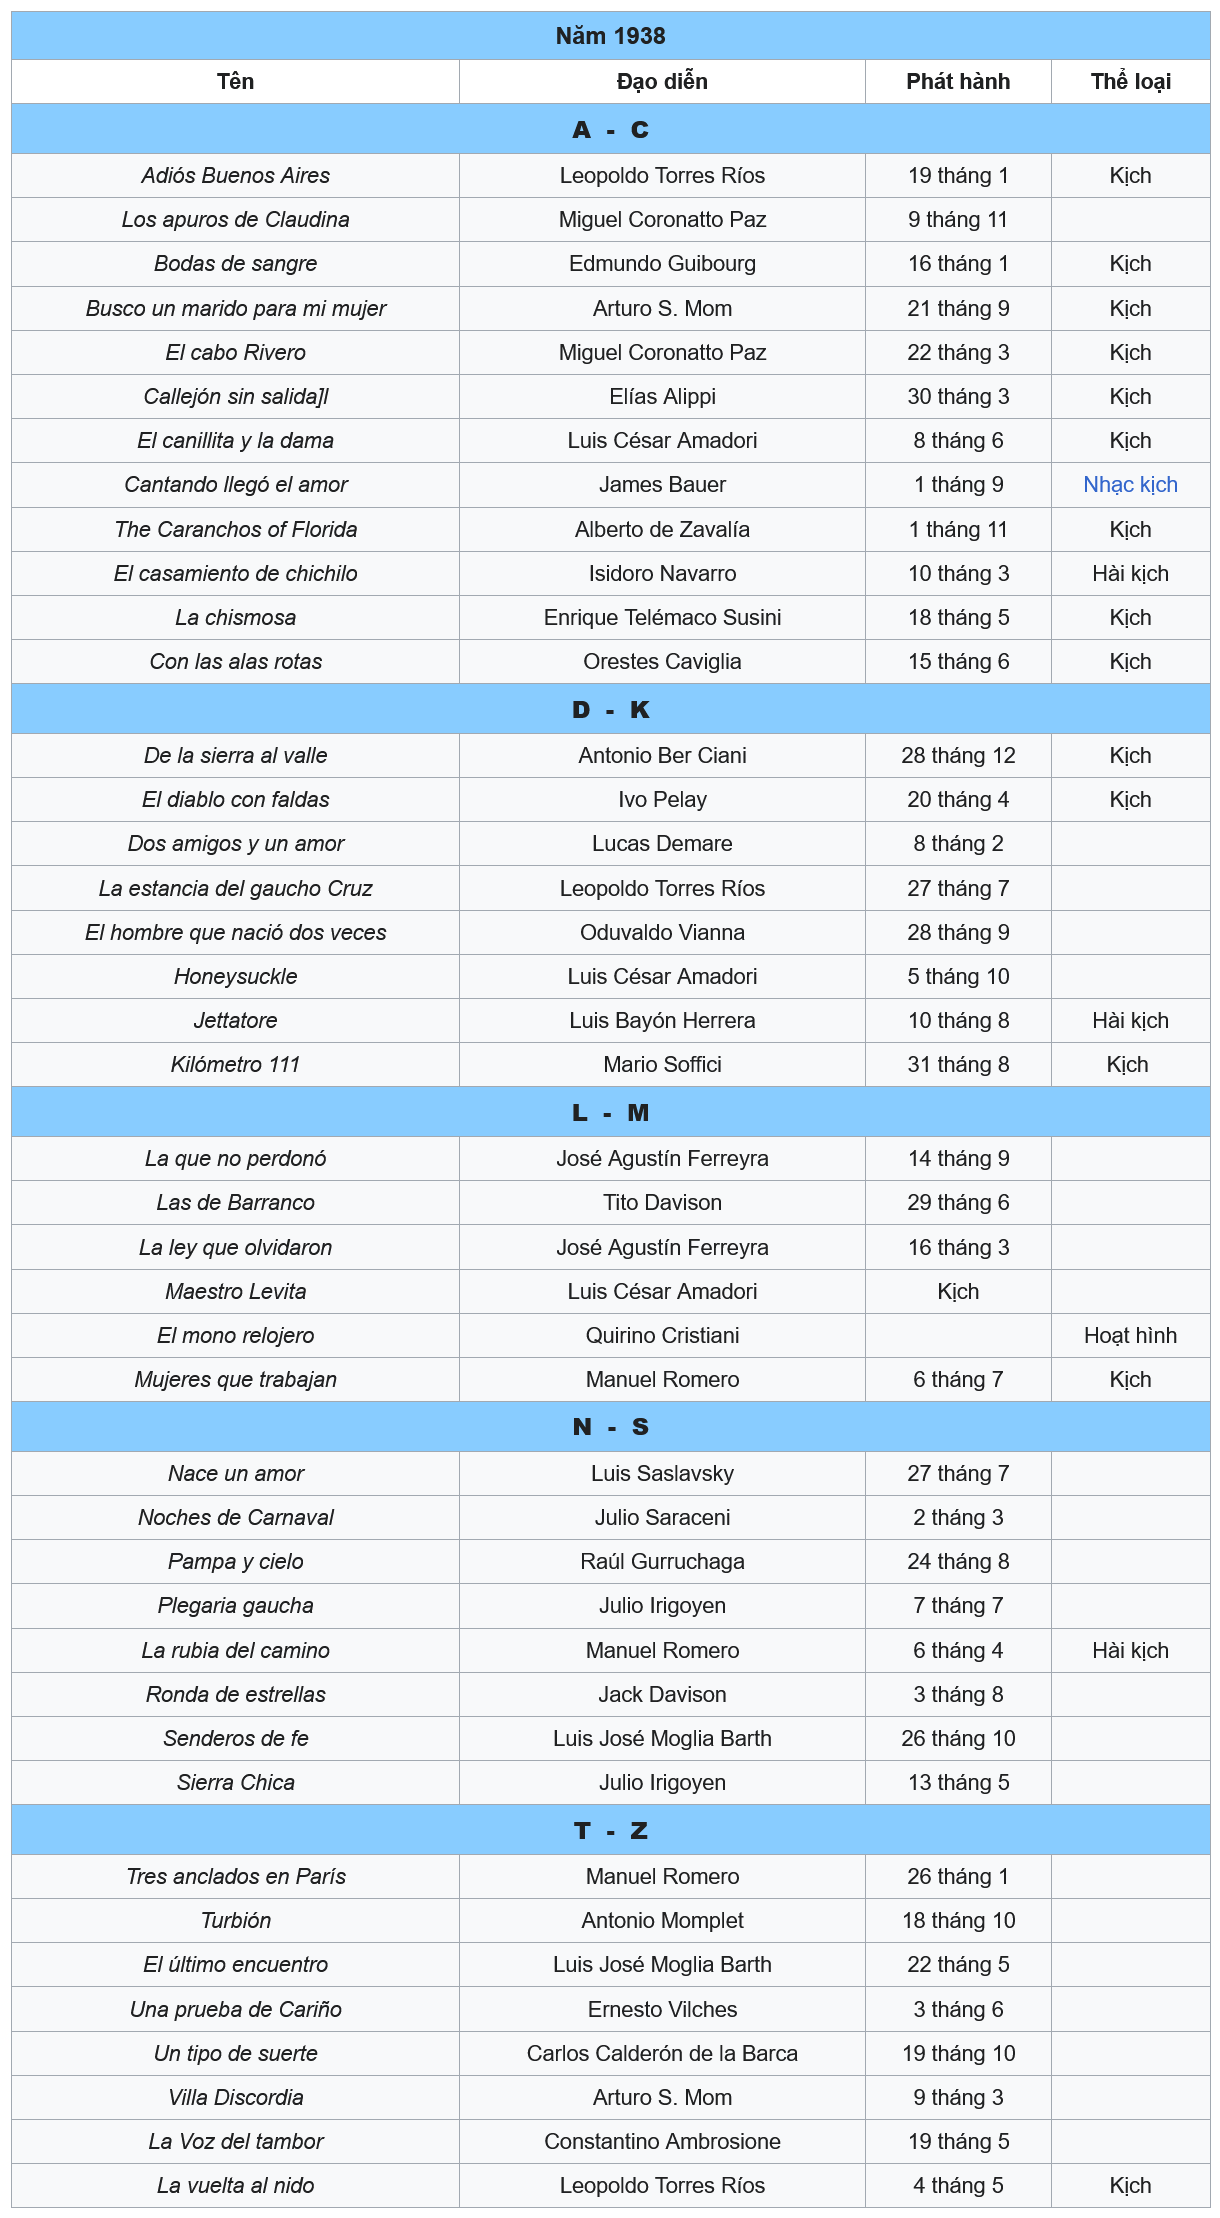 Năm 1938
Tên Đạo diễn Phát hành Thể loại
A - C
Adiós Buenos Aires Leopoldo Torres Ríos 19 tháng 1 Kịch
Los apuros de Claudina Miguel Coronatto Paz 9 tháng 11
Bodas de sangre Edmundo Guibourg 16 tháng 1 Kịch
Busco un marido para mi mujer Arturo S. Mom 21 tháng 9 Kịch
El cabo Rivero Miguel Coronatto Paz 22 tháng 3 Kịch
Callejón sin salida]l Elías Alippi 30 tháng 3 Kịch
El canillita y la dama Luis César Amadori 8 tháng 6 Kịch
Cantando llegó el amor James Bauer 1 tháng 9 Nhạc kịch
The Caranchos of Florida Alberto de Zavalía 1 tháng 11 Kịch
El casamiento de chichilo Isidoro Navarro 10 tháng 3 Hài kịch
La chismosa Enrique Telémaco Susini 18 tháng 5 Kịch
Con las alas rotas Orestes Caviglia 15 tháng 6 Kịch
D - K
De la sierra al valle Antonio Ber Ciani 28 tháng 12 Kịch
El diablo con faldas Ivo Pelay 20 tháng 4 Kịch
Dos amigos y un amor Lucas Demare 8 tháng 2
La estancia del gaucho Cruz Leopoldo Torres Ríos 27 tháng 7
El hombre que nació dos veces Oduvaldo Vianna 28 tháng 9
Honeysuckle Luis César Amadori 5 tháng 10
Jettatore Luis Bayón Herrera 10 tháng 8 Hài kịch
Kilómetro 111 Mario Soffici 31 tháng 8 Kịch
L - M
La que no perdonó José Agustín Ferreyra 14 tháng 9
Las de Barranco Tito Davison 29 tháng 6
La ley que olvidaron José Agustín Ferreyra 16 tháng 3
Maestro Levita Luis César Amadori Kịch
El mono relojero Quirino Cristiani Hoạt hình
Mujeres que trabajan Manuel Romero 6 tháng 7 Kịch
N - S
Nace un amor Luis Saslavsky 27 tháng 7
Noches de Carnaval Julio Saraceni 2 tháng 3
Pampa y cielo Raúl Gurruchaga 24 tháng 8
Plegaria gaucha Julio Irigoyen 7 tháng 7
La rubia del camino Manuel Romero 6 tháng 4 Hài kịch
Ronda de estrellas Jack Davison 3 tháng 8
Senderos de fe Luis José Moglia Barth 26 tháng 10
Sierra Chica Julio Irigoyen 13 tháng 5
T - Z
Tres anclados en París Manuel Romero 26 tháng 1
Turbión Antonio Momplet 18 tháng 10
El último encuentro Luis José Moglia Barth 22 tháng 5
Una prueba de Cariño Ernesto Vilches 3 tháng 6
Un tipo de suerte Carlos Calderón de la Barca 19 tháng 10
Villa Discordia Arturo S. Mom 9 tháng 3
La Voz del tambor Constantino Ambrosione 19 tháng 5
La vuelta al nido Leopoldo Torres Ríos 4 tháng 5 Kịch